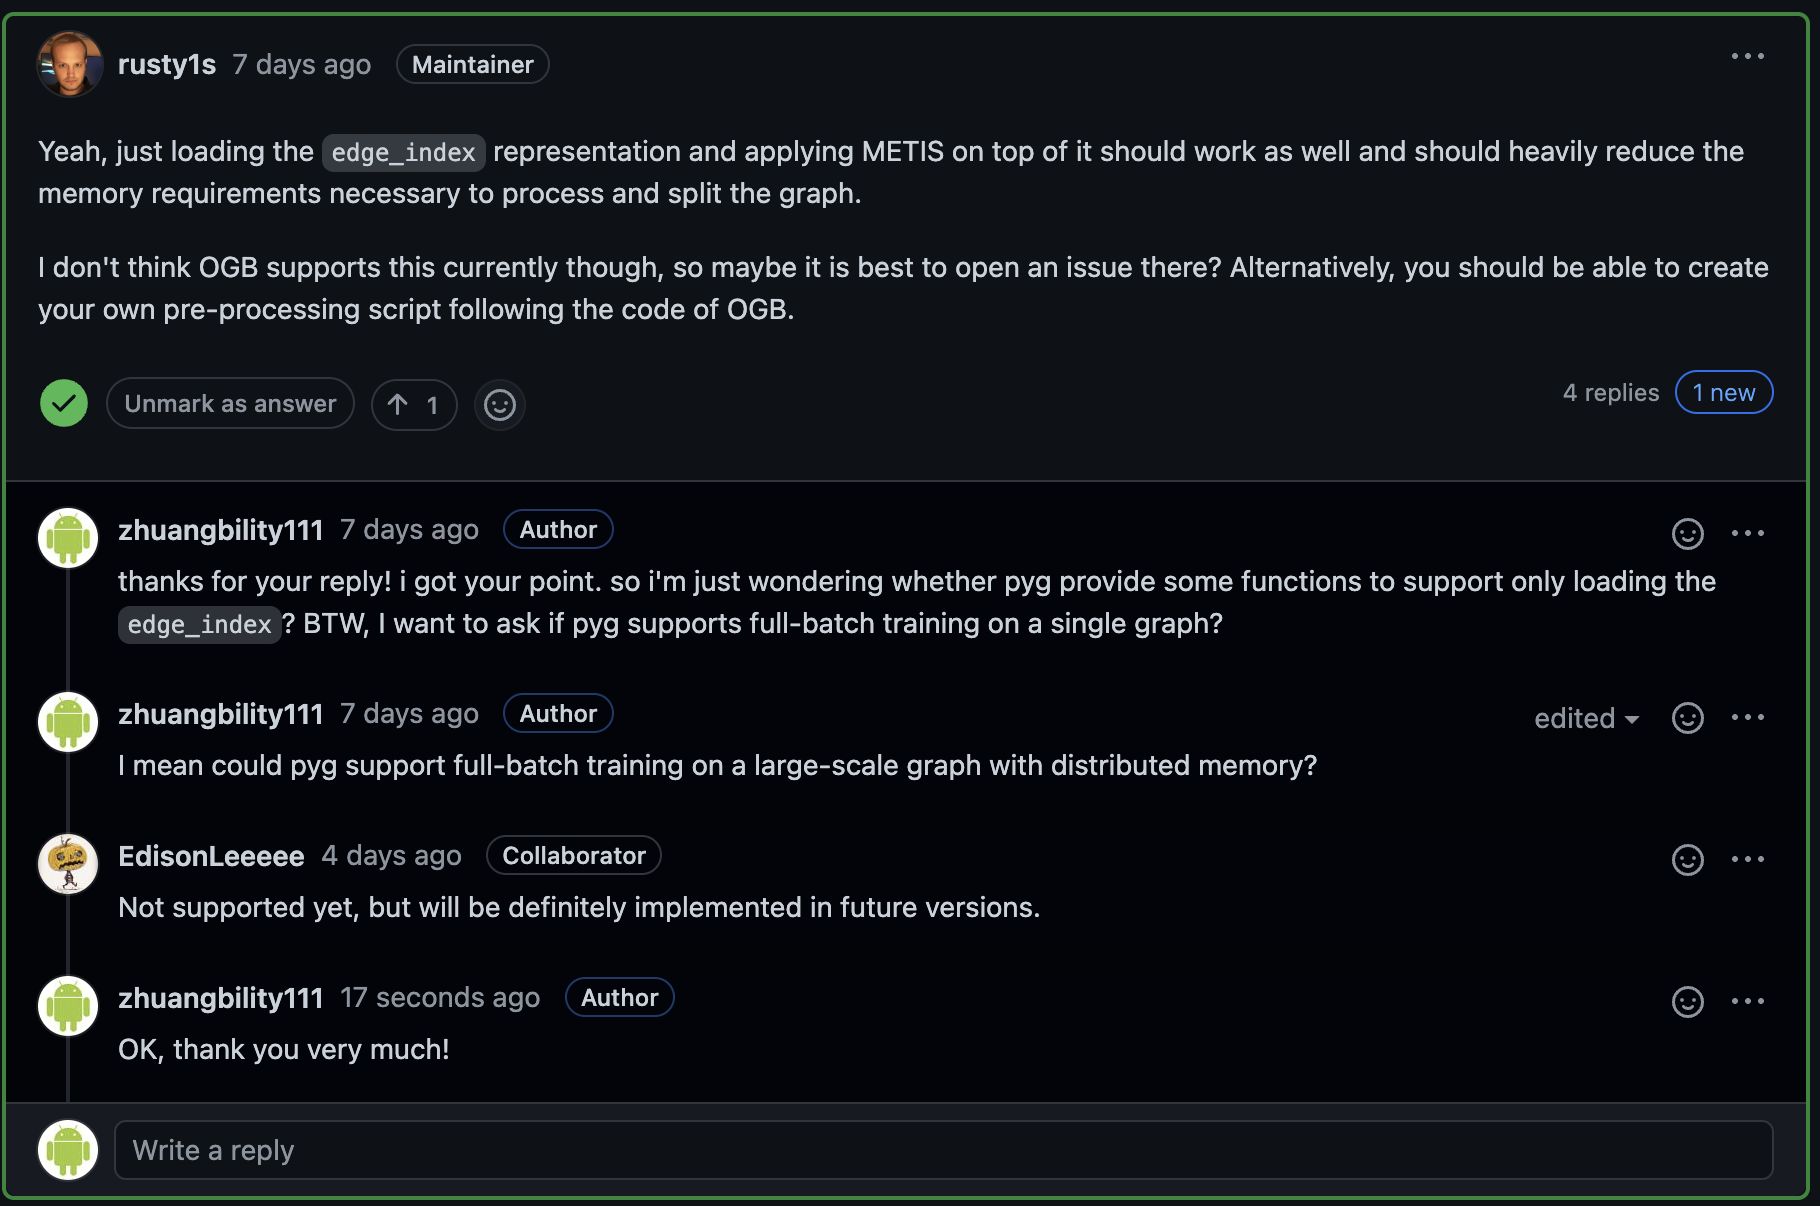 rusty1s 7 days ago Maintainer
Yeah, just loading the edge_index representation and applying METIS on top of it should work as well and should heavily reduce the
memory requirements necessary to process and split the graph.
I don't think OGB supports this currently though, so maybe it is best to open an issue there? Alternatively, you should be able to create
your own pre-processing script following the code of OGB.
Unmark as answer 1 4 replies 1 new
zhuangbility111 7 days ago Author
thanks for your reply! i got your point. so i'm just wondering whether pyg provide some functions to support only loading the
edge_index? BTW, I want to ask if pyg supports full-batch training on a single graph?
zhuangbility111 7 days ago Author edited
I mean could pyg support full-batch training on a large-scale graph with distributed memory?
EdisonLeeeee 4 days ago Collaborator
Not supported yet, but will be definitely implemented in future versions.
zhuangbility111 17 seconds ago Author
OK, thank you very much!
Write a reply